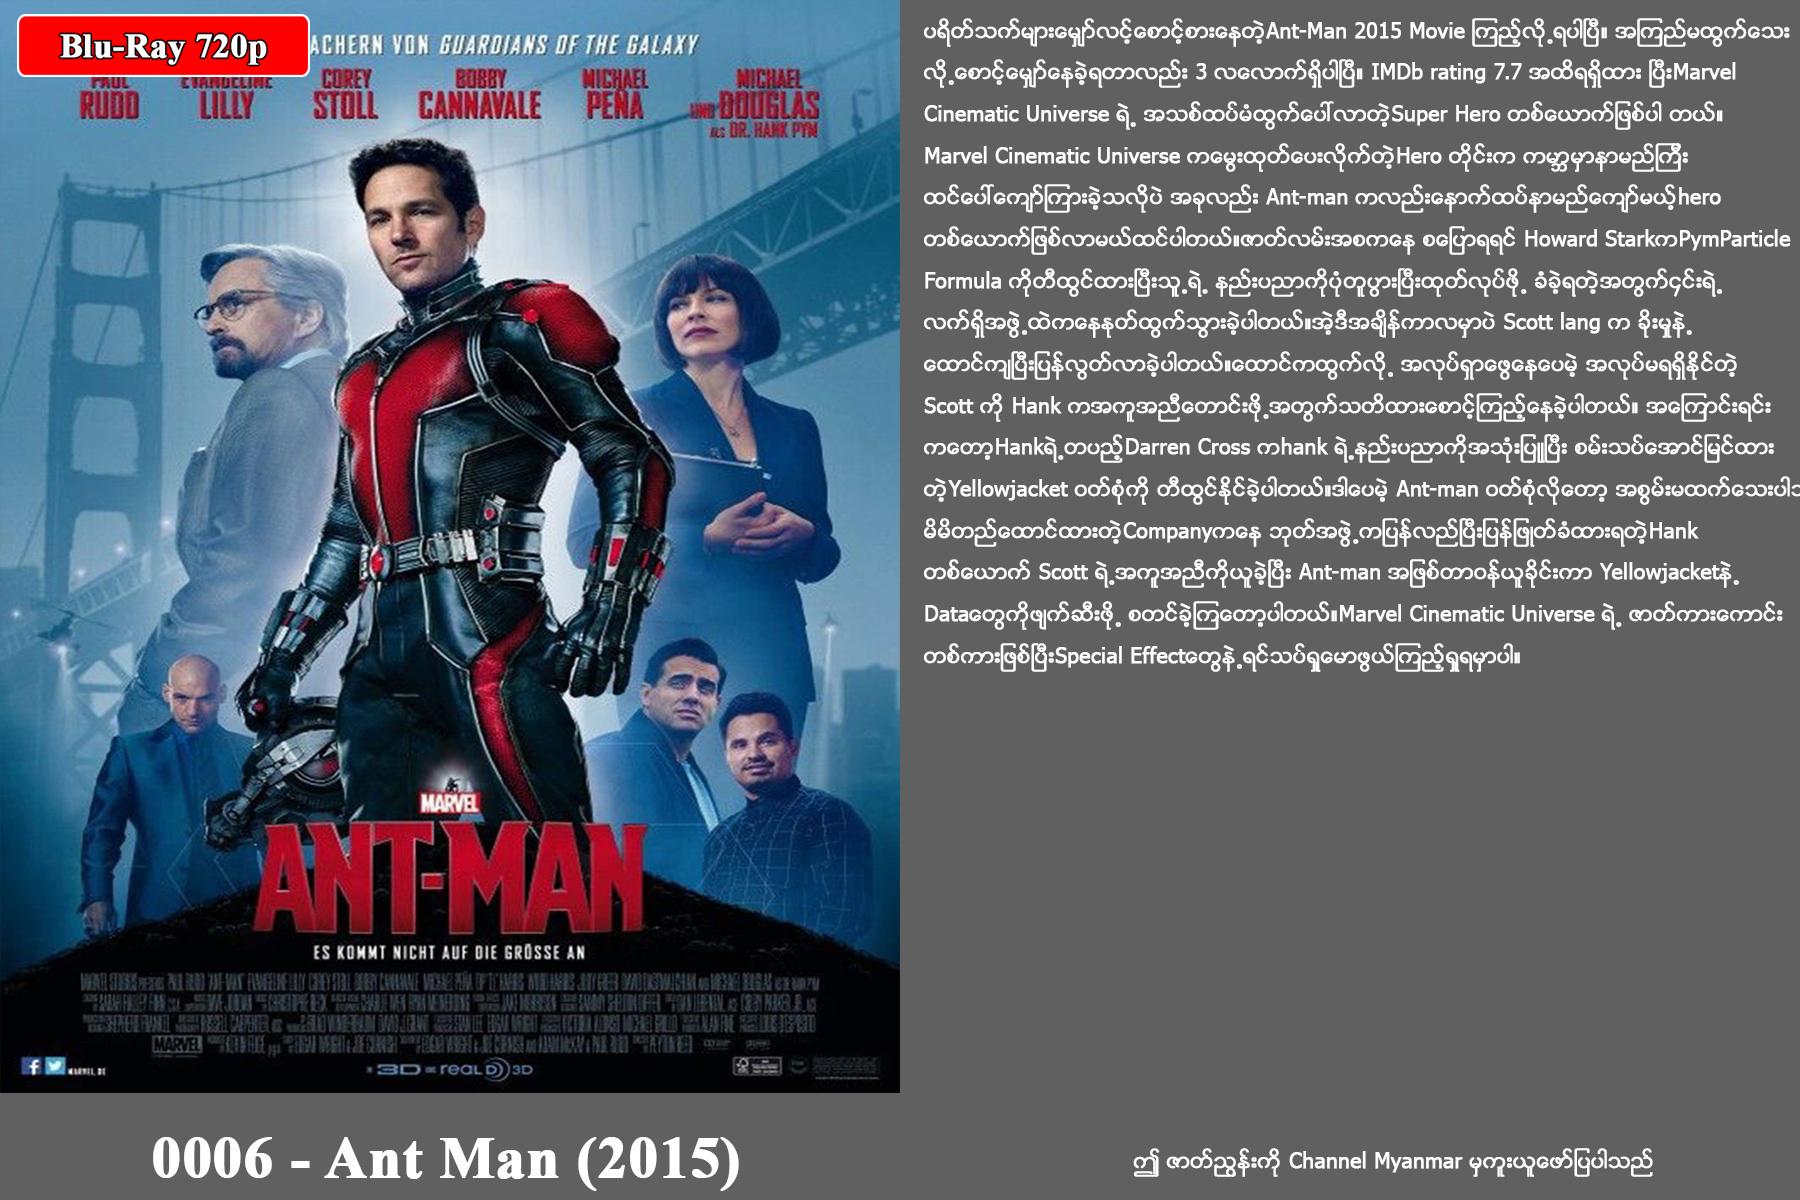 Blu-Ray 720p
ACHERN VON GUARDIANS OF THE GALAXY
PAUL RUDD
EVANGELINE LILLY
COREY STOLL
BOBBY CANNAVALE
MICHAEL PEÑA
UND MICHAEL DOUGLAS
ALS DR. HANK PYM
MARVEL
ANT-MAN
ES KOMMT NICHT AUF DIE GRÖSSE AN
MARVEL
MARVEL.DE
3D REAL D 3D
0006 - Ant Man (2015)
ပရိတ်သက်များမျှော်လင့်စောင့်စားနေတဲ့Ant-Man 2015 Movie ကြည့်လို့ရပါပြီ။ အကြည်မထွက်သေး
လို့စောင့်မျှော်နေခဲ့ရတာလည်း 3 လလောက်ရှိပါပြီ။ IMDb rating 7.7 အထိရရှိထား ပြီးMarvel
Cinematic Universe ရဲ့ အသစ်ထပ်မံထွက်ပေါ်လာတဲ့Super Hero တစ်ယောက်ဖြစ်ပါ တယ်။
Marvel Cinematic Universe ကမွေးထုတ်ပေးလိုက်တဲ့Hero တိုင်းက ကမ္ဘာမှာနာမည်ကြီး
ထင်ပေါ်ကျော်ကြားခဲ့သလိုပဲ အခုလည်း Ant-man ကလည်းနောက်ထပ်နာမည်ကျော်မယ့်hero
တစ်ယောက်ဖြစ်လာမယ်ထင်ပါတယ်။ဇာတ်လမ်းအစကနေ စပြောရရင် Howard StarkကPymParticle
Formula ကိုတီထွင်ထားပြီးသူ့ရဲ့ နည်းပညာကိုပုံတူပွားပြီးထုတ်လုပ်ဖို့ ခံခဲ့ရတဲ့အတွက်၄င်းရဲ့
လက်ရှိအဖွဲ့ထဲကနေနုတ်ထွက်သွားခဲ့ပါတယ်။အဲ့ဒီအချိန်ကာလမှာပဲ Scott lang က ခိုးမှုနဲ့
ထောင်ကျပြီးပြန်လွတ်လာခဲ့ပါတယ်။ထောင်ကထွက်လို့ အလုပ်ရှာဖွေနေပေမဲ့ အလုပ်မရရှိနိုင်တဲ့
Scott ကို Hank ကအကူအညီတောင်းဖို့အတွက်သတိထားစောင့်ကြည့်နေခဲ့ပါတယ်။ အကြောင်းရင်း
ကတော့Hankရဲ့တပည့်Darren Cross ကhank ရဲ့နည်းပညာကိုအသုံးပြုပြီး စမ်းသပ်အောင်မြင်ထား
တဲ့Yellowjacket ဝတ်စုံကို တီထွင်နိုင်ခဲ့ပါတယ်။ဒါပေမဲ့ Ant-man ဝတ်စုံလိုတော့ အစွမ်းမထက်သေးပါ
မိမိတည်ထောင်ထားတဲ့Companyကနေ ဘုတ်အဖွဲ့ကပြန်လည်ပြီးပြန်ဖြုတ်ခံထားရတဲ့Hank
တစ်ယောက် Scott ရဲ့အကူအညီကိုယူခဲ့ပြီး Ant-man အဖြစ်တာဝန်ယူခိုင်းကာ Yellowjacketနဲ့
Dataတွေကိုဖျက်ဆီးဖို့ စတင်ခဲ့ကြတော့ပါတယ်။Marvel Cinematic Universe ရဲ့ ဇာတ်ကားကောင်း
တစ်ကားဖြစ်ပြီးSpecial Effectတွေနဲ့ရင်သပ်ရှုမောဖွယ်ကြည့်ရှုရမှာပါ။
ဤ ဇာတ်ညွှန်းကို Channel Myanmar မှကူးယူဖော်ပြပါသည်